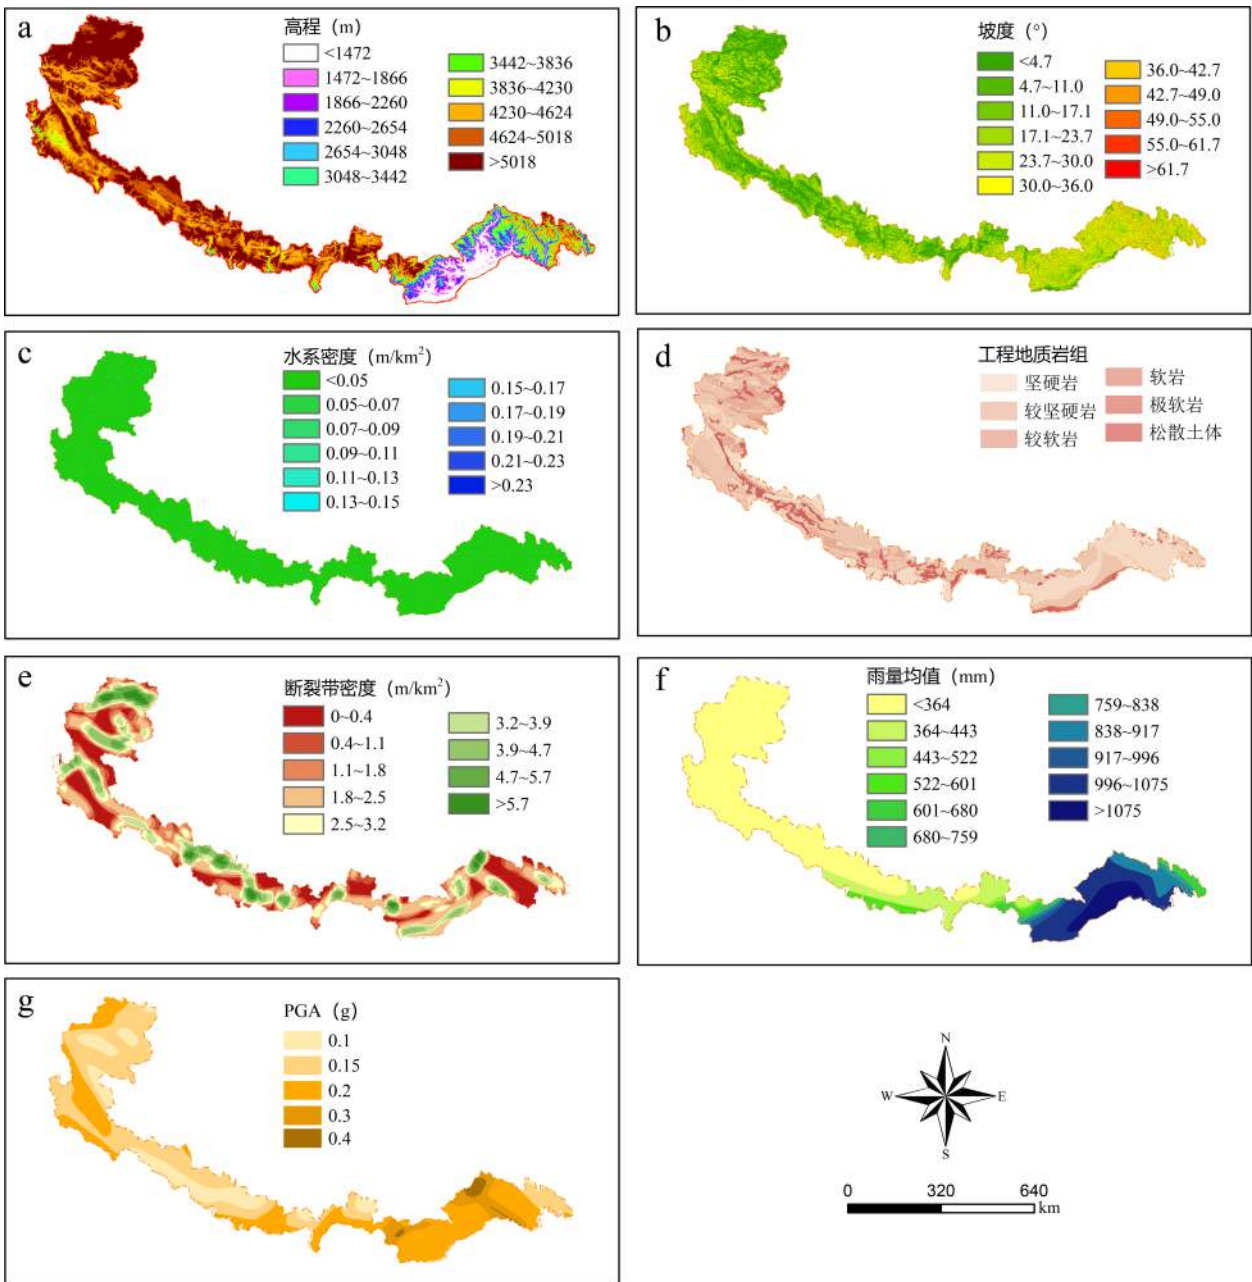 a
高程（m）
<1472
1472~1866
1866~2260
2260~2654
2654~3048
3048~3442
3442~3836
3836~4230
4230~4624
4624~5018
>5018
b
坡度（°）
<4.7
4.7~11.0
11.0~17.1
17.1~23.7
23.7~30.0
30.0~36.0
36.0~42.7
42.7~49.0
49.0~55.0
55.0~61.7
>61.7
c
水系密度（m/km²）
<0.05
0.05~0.07
0.07~0.09
0.09~0.11
0.11~0.13
0.13~0.15
0.15~0.17
0.17~0.19
0.19~0.21
0.21~0.23
>0.23
d
工程地质岩组
坚硬岩
较坚硬岩
较软岩
软岩
极软岩
松散土体
e
断裂带密度（m/km²）
0~0.4
0.4~1.1
1.1~1.8
1.8~2.5
2.5~3.2
3.2~3.9
3.9~4.7
4.7~5.7
>5.7
f
雨量均值（mm）
<364
364~443
443~522
522~601
601~680
680~759
759~838
838~917
917~996
996~1075
>1075
g
PGA（g）
0.1
0.15
0.2
0.3
0.4
N
W
E
S
0 320 640
km